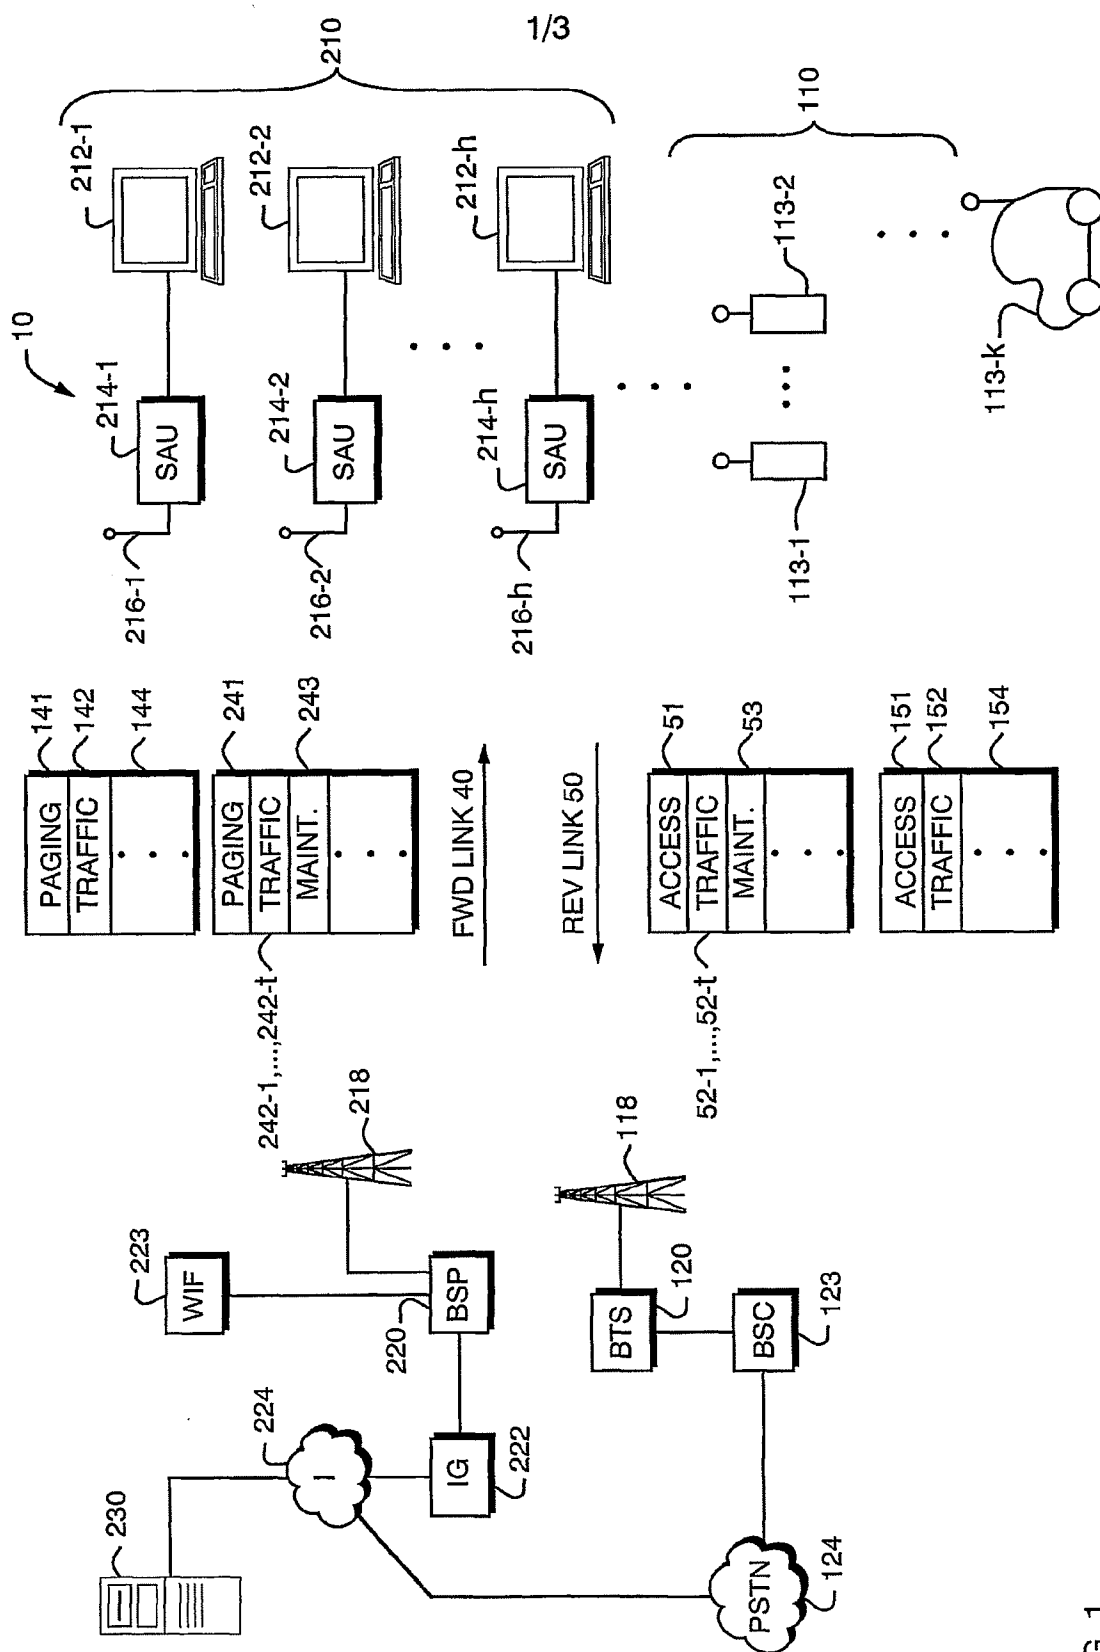 1/3
10
212-1
214-1
SAU
216-1
212-2
214-2
SAU
216-2
212-h
214-h
SAU
216-h
210
110
113-1
113-2
113-k
PAGING
TRAFFIC
141
142
144
PAGING
TRAFFIC
MAINT.
241
243
242-1,...,242-t
FWD LINK 40
REV LINK 50
ACCESS
TRAFFIC
MAINT.
51
53
52-1,...,52-t
ACCESS
TRAFFIC
151
152
154
218
223
WIF
220
BSP
118
BTS
120
BSC
123
230
224
I
IG
222
PSTN
124